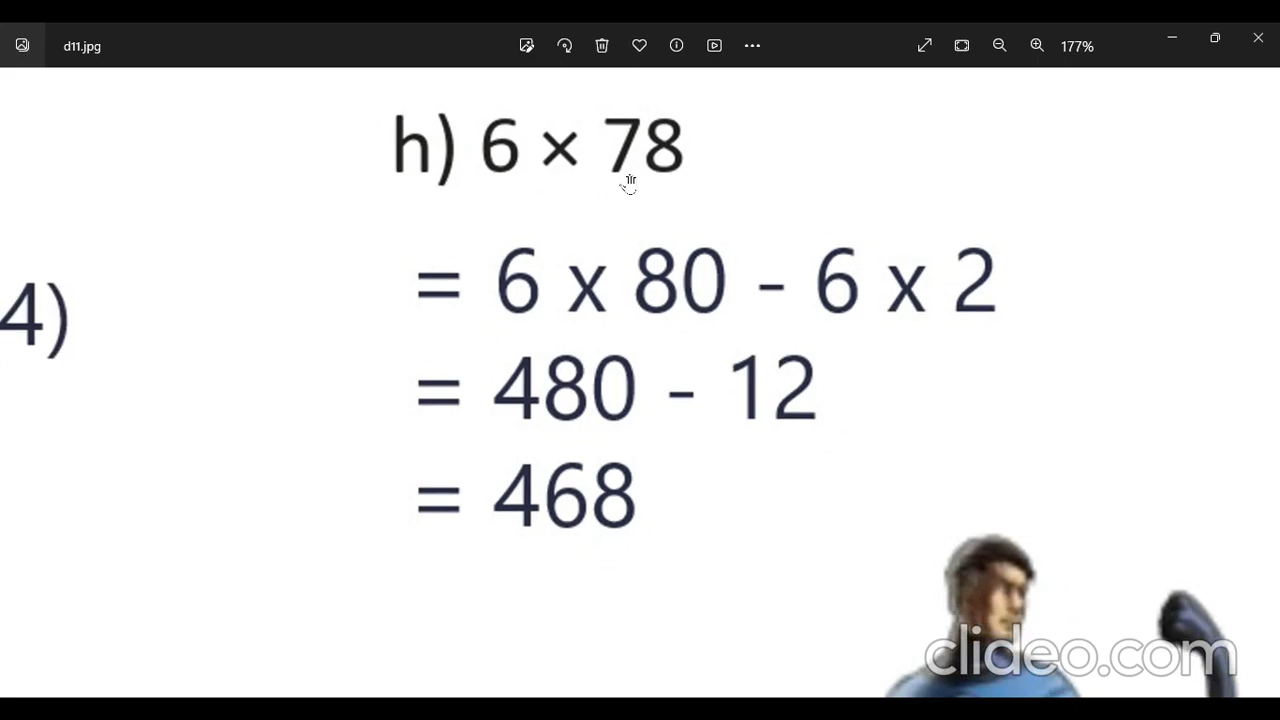 d11.jpg
177%
h) 6 × 78
= 6 x 80 - 6 x 2
4)
= 480 - 12
= 468
clideo.com